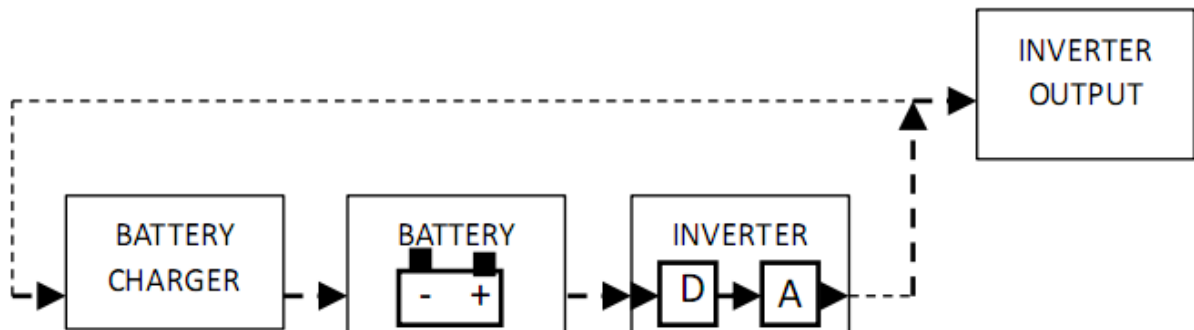 INVERTER
OUTPUT
BATTERY
CHARGER
BATTERY
- +
INVERTER
D A